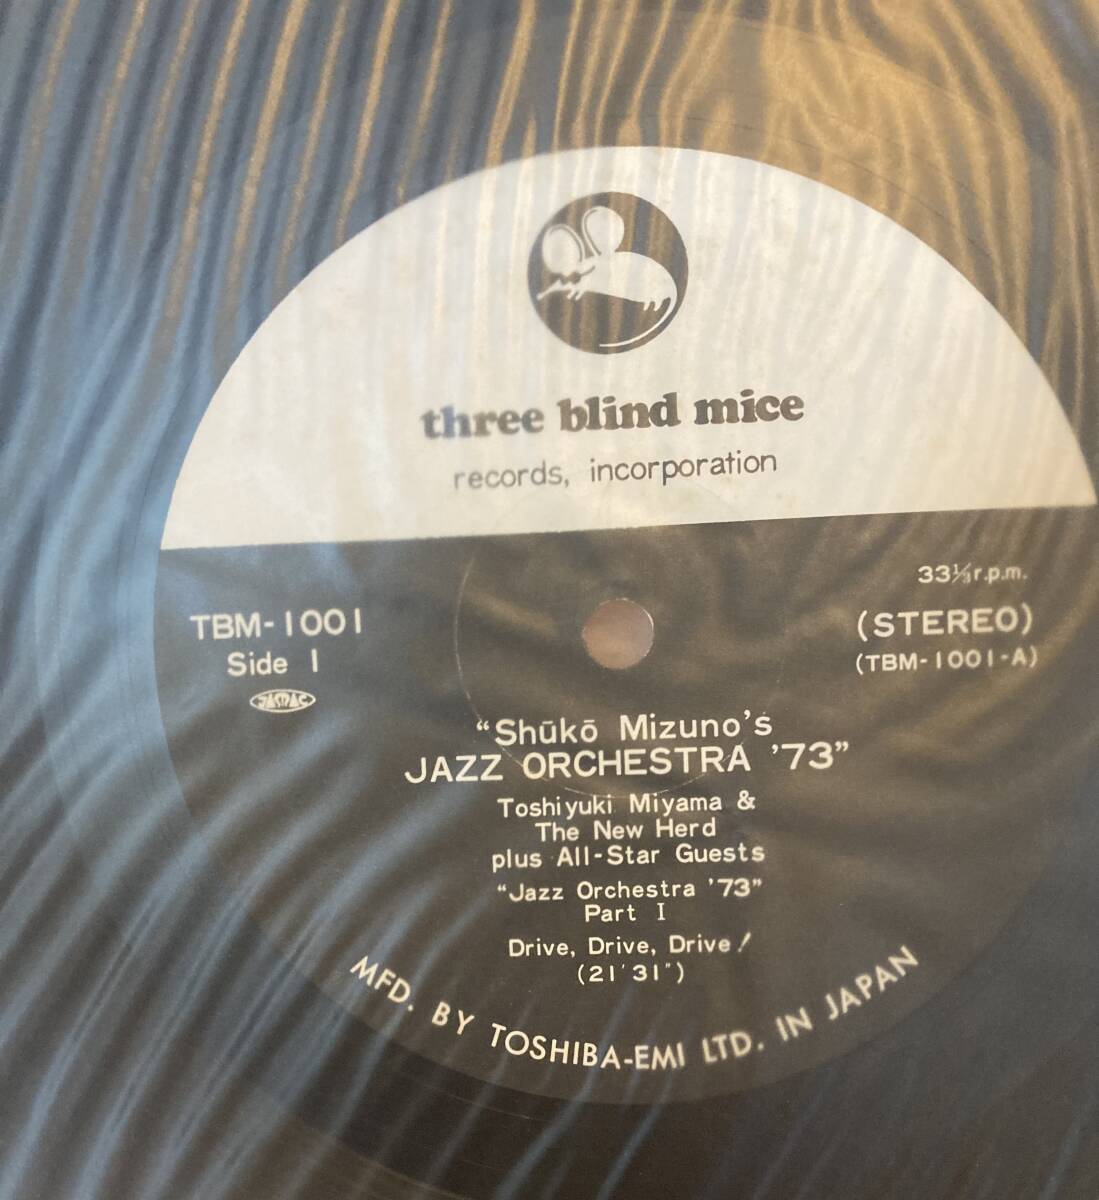 three blind mice
records, incorporation
33⅓ r.p.m.
TBM-1001
(STEREO)
Side 1
(TBM-1001-A)
JASRAC
“Shūkō Mizuno’s
JAZZ ORCHESTRA ’73”
Toshiyuki Miyama &
The New Herd
plus All-Star Guests
“Jazz Orchestra ’73”
Part I
Drive, Drive, Drive!
(21′31″)
MFD. BY TOSHIBA-EMI LTD. IN JAPAN